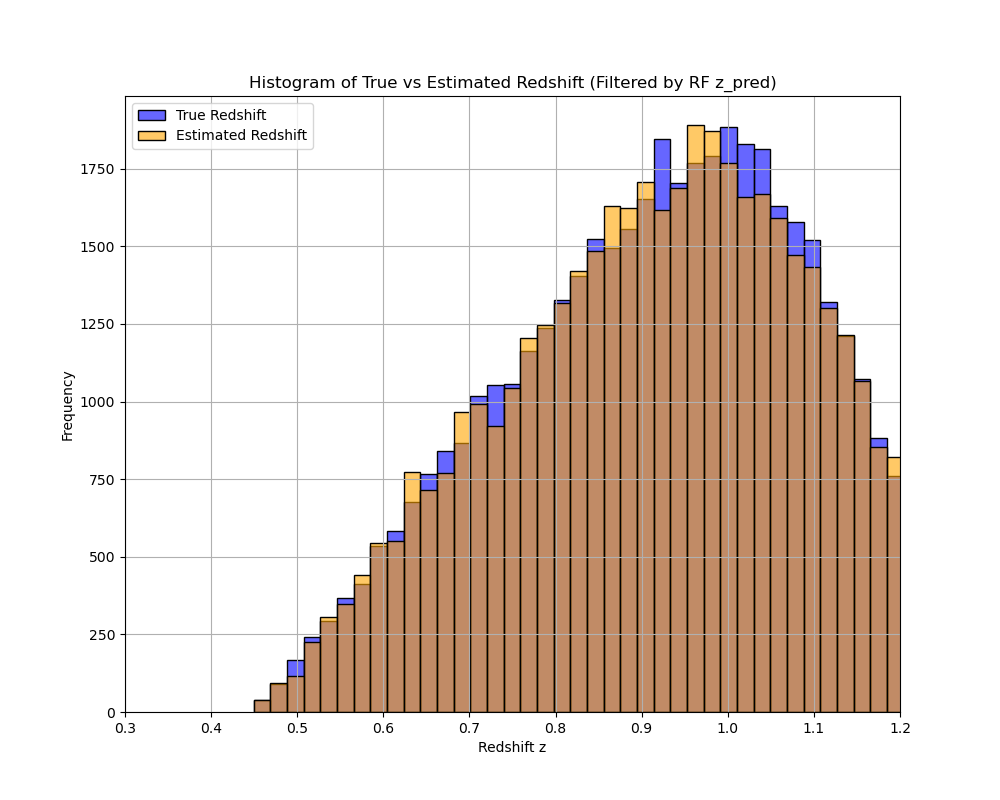 Histogram of True vs Estimated Redshift (Filtered by RF z_pred)
True Redshift
Estimated Redshift
1750
1500
1250
1000
750
500
250
0
Frequency
0.3 0.4 0.5 0.6 0.7 0.8 0.9 1.0 1.1 1.2
Redshift z